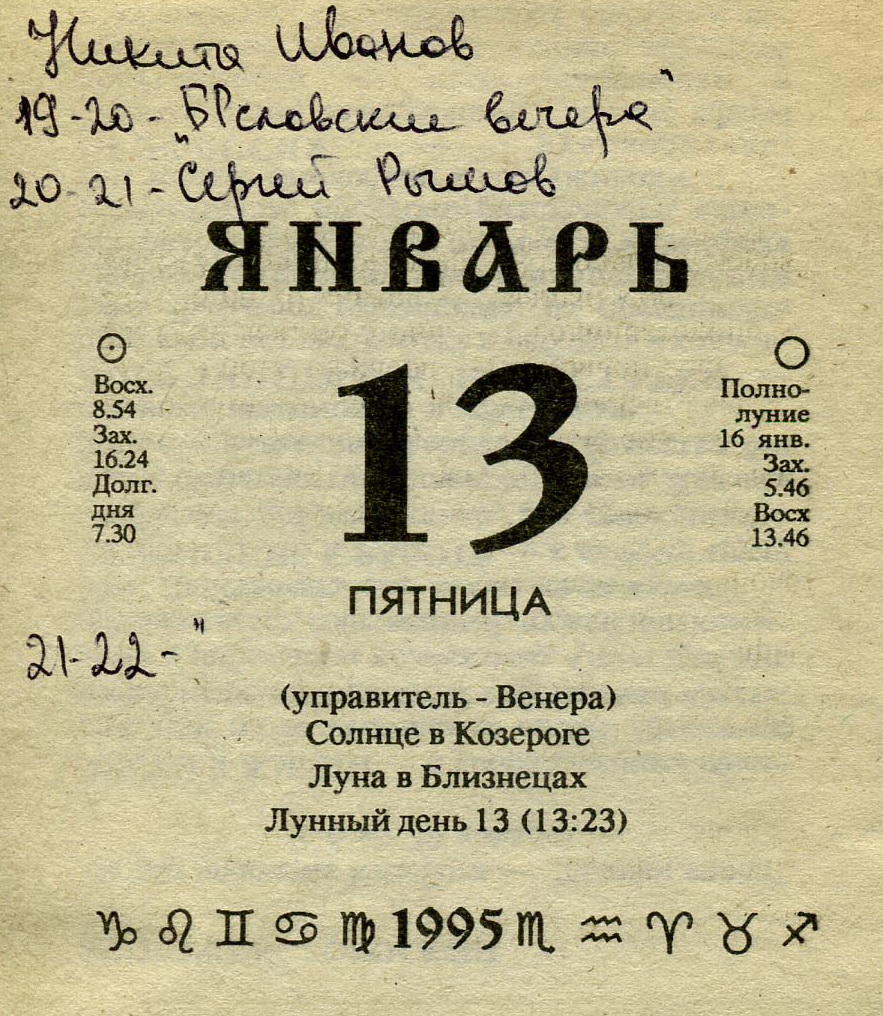 Никита Иванов
19-20-"БРсловские вечера"
20-21-"Сергей Рыжов
ЯНВАРЬ
Восх.
8.54
Зах.
16.24
Долг.
дня
7.30
13
Полно-
луние
16 янв.
Зах.
5.46
Восх
13.46
ПЯТНИЦА
21-22-"
(управитель - Венера)
Солнце в Козероге
Луна в Близнецах
Лунный день 13 (13:23)
♑ ♌ ♊ ♋ ♍ 1995 ♏ ♒ ♈ ♉ ♐